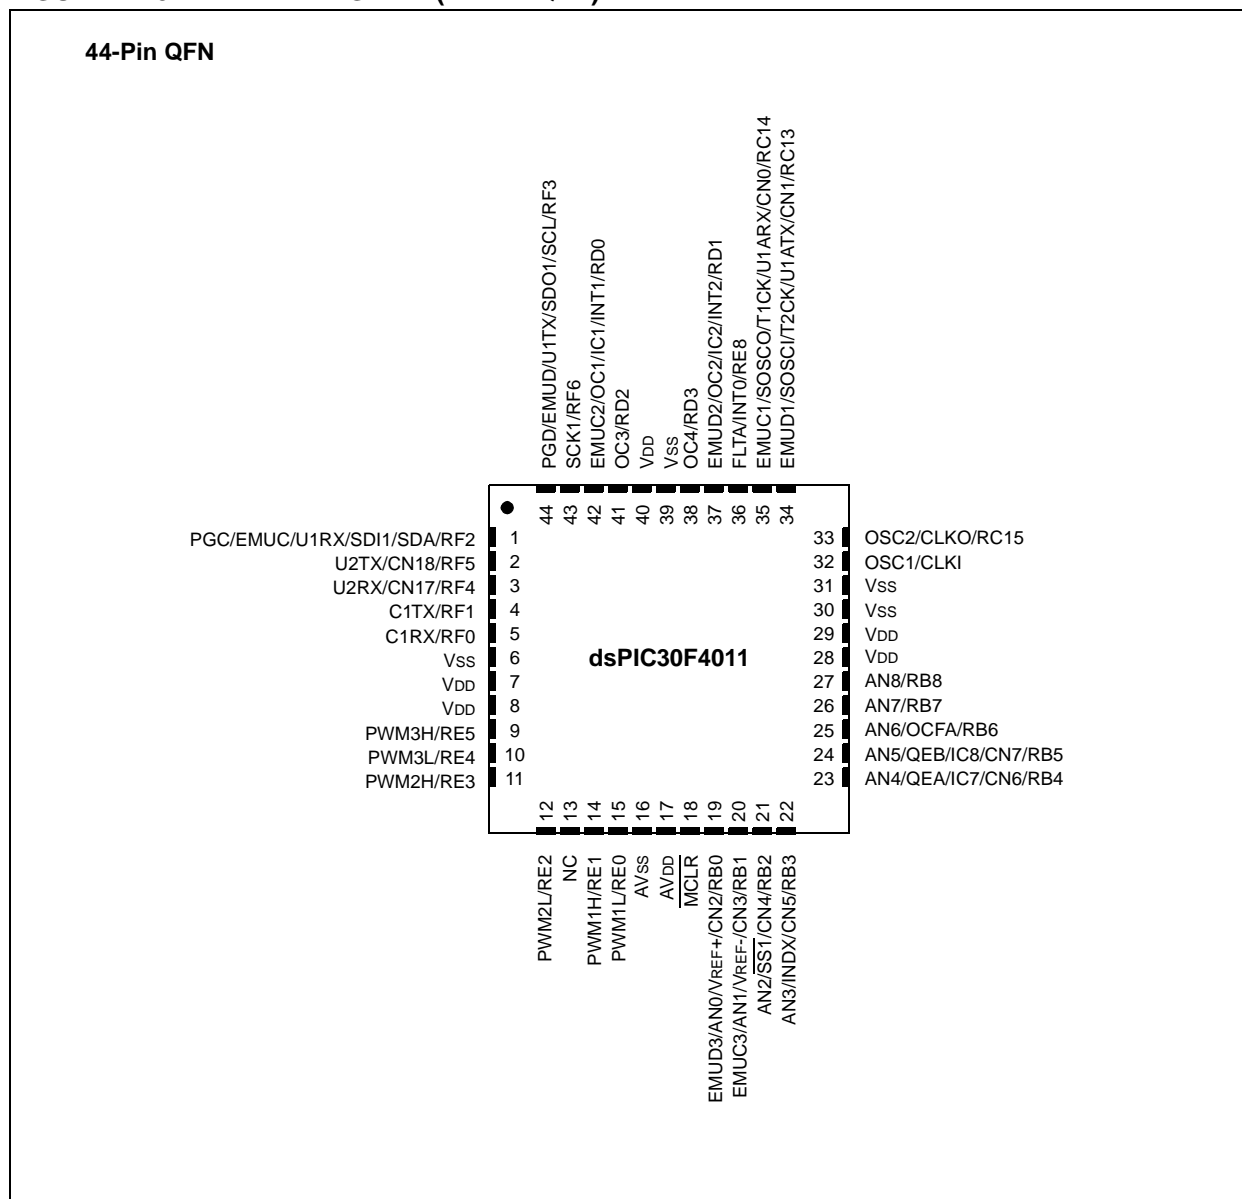 44-Pin QFN
PGD/EMUD/U1TX/SDO1/SCL/RF3
SCK1/RF6
EMUC2/OC1/IC1/INT1/RD0
OC3/RD2
VDD
VSS
OC4/RD3
EMUD2/OC2/IC2/INT2/RD1
FLTA/INT0/RE8
EMUC1/SOSCO/T1CK/U1ARX/CN0/RC14
EMUD1/SOSCI/T2CK/U1ATX/CN1/RC13
44 43 42 41 40 39 38 37 36 35 34
PGC/EMUC/U1RX/SDI1/SDA/RF2 1
U2TX/CN18/RF5 2
U2RX/CN17/RF4 3
C1TX/RF1 4
C1RX/RF0 5
VSS 6
VDD 7
VDD 8
PWM3H/RE5 9
PWM3L/RE4 10
PWM2H/RE3 11
dsPIC30F4011
33 OSC2/CLKO/RC15
32 OSC1/CLKI
31 VSS
30 VSS
29 VDD
28 VDD
27 AN8/RB8
26 AN7/RB7
25 AN6/OCFA/RB6
24 AN5/QEB/IC8/CN7/RB5
23 AN4/QEA/IC7/CN6/RB4
12 13 14 15 16 17 18 19 20 21 22
PWM2L/RE2
NC
PWM1H/RE1
PWM1L/RE0
AVSS
AVDD
MCLR
EMUD3/AN0/VREF+/CN2/RB0
EMUC3/AN1/VREF-/CN3/RB1
AN2/SS1/CN4/RB2
AN3/INDX/CN5/RB3